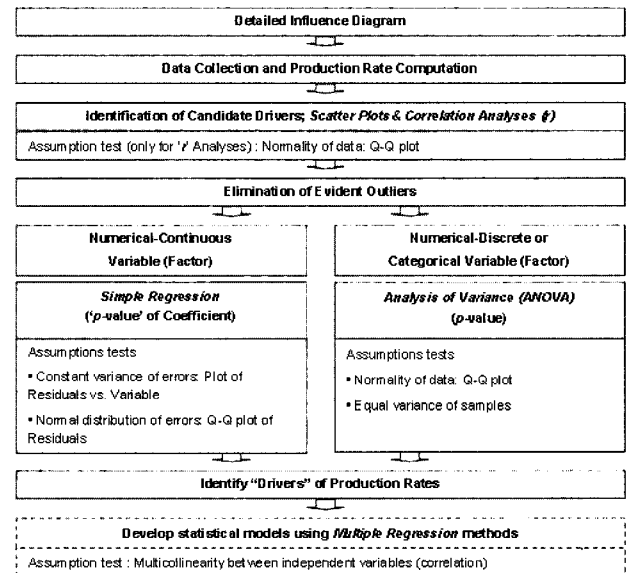 Detailed Influence Diagram
Data Collection and Production Rate Computation
Identification of Candidate Drivers; Scatter Plots & Correlation Analyses (r)
Assumption test (only for 'r' Analyses) : Normality of data: Q-Q plot
Elimination of Evident Outliers
Numerical-Continuous
Variable (Factor)
Simple Regression
('p-value' of Coefficient)
Assumptions tests
▪ Constant variance of errors: Plot of
Residuals vs. Variable
▪ Normal distribution of errors: Q-Q plot of
Residuals
Numerical-Discrete or
Categorical Variable (Factor)
Analysis of Variance (ANOVA)
(p-value)
Assumptions tests
▪ Normality of data: Q-Q plot
▪ Equal variance of samples
Identify "Drivers" of Production Rates
Develop statistical models using Multiple Regression methods
Assumption test : Multicollinearity between independent variables (correlation)